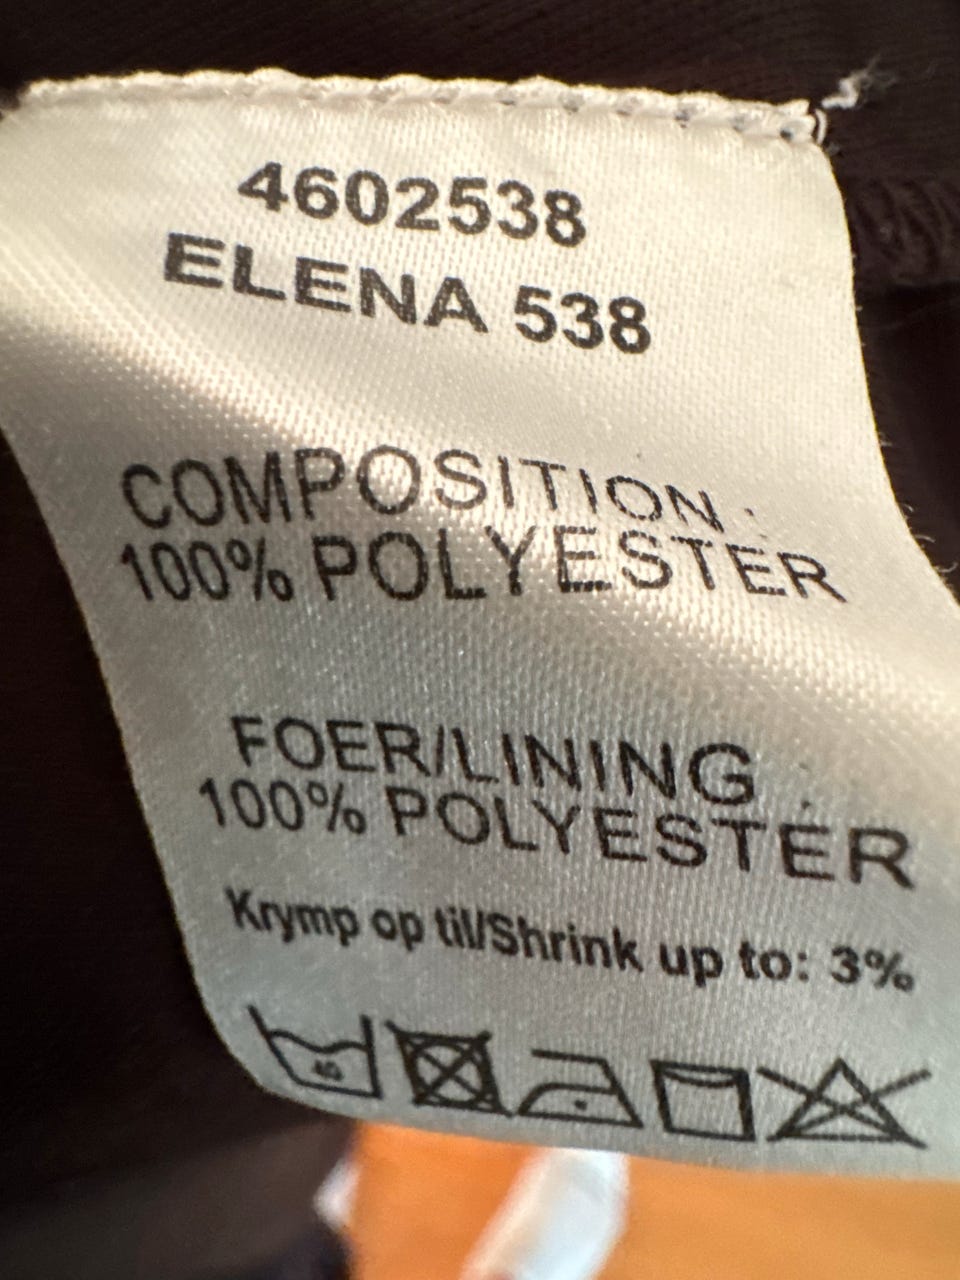 4602538
ELENA 538
COMPOSITION :
100% POLYESTER
FOER/LINING :
100% POLYESTER
Krymp op til/Shrink up to: 3%
40